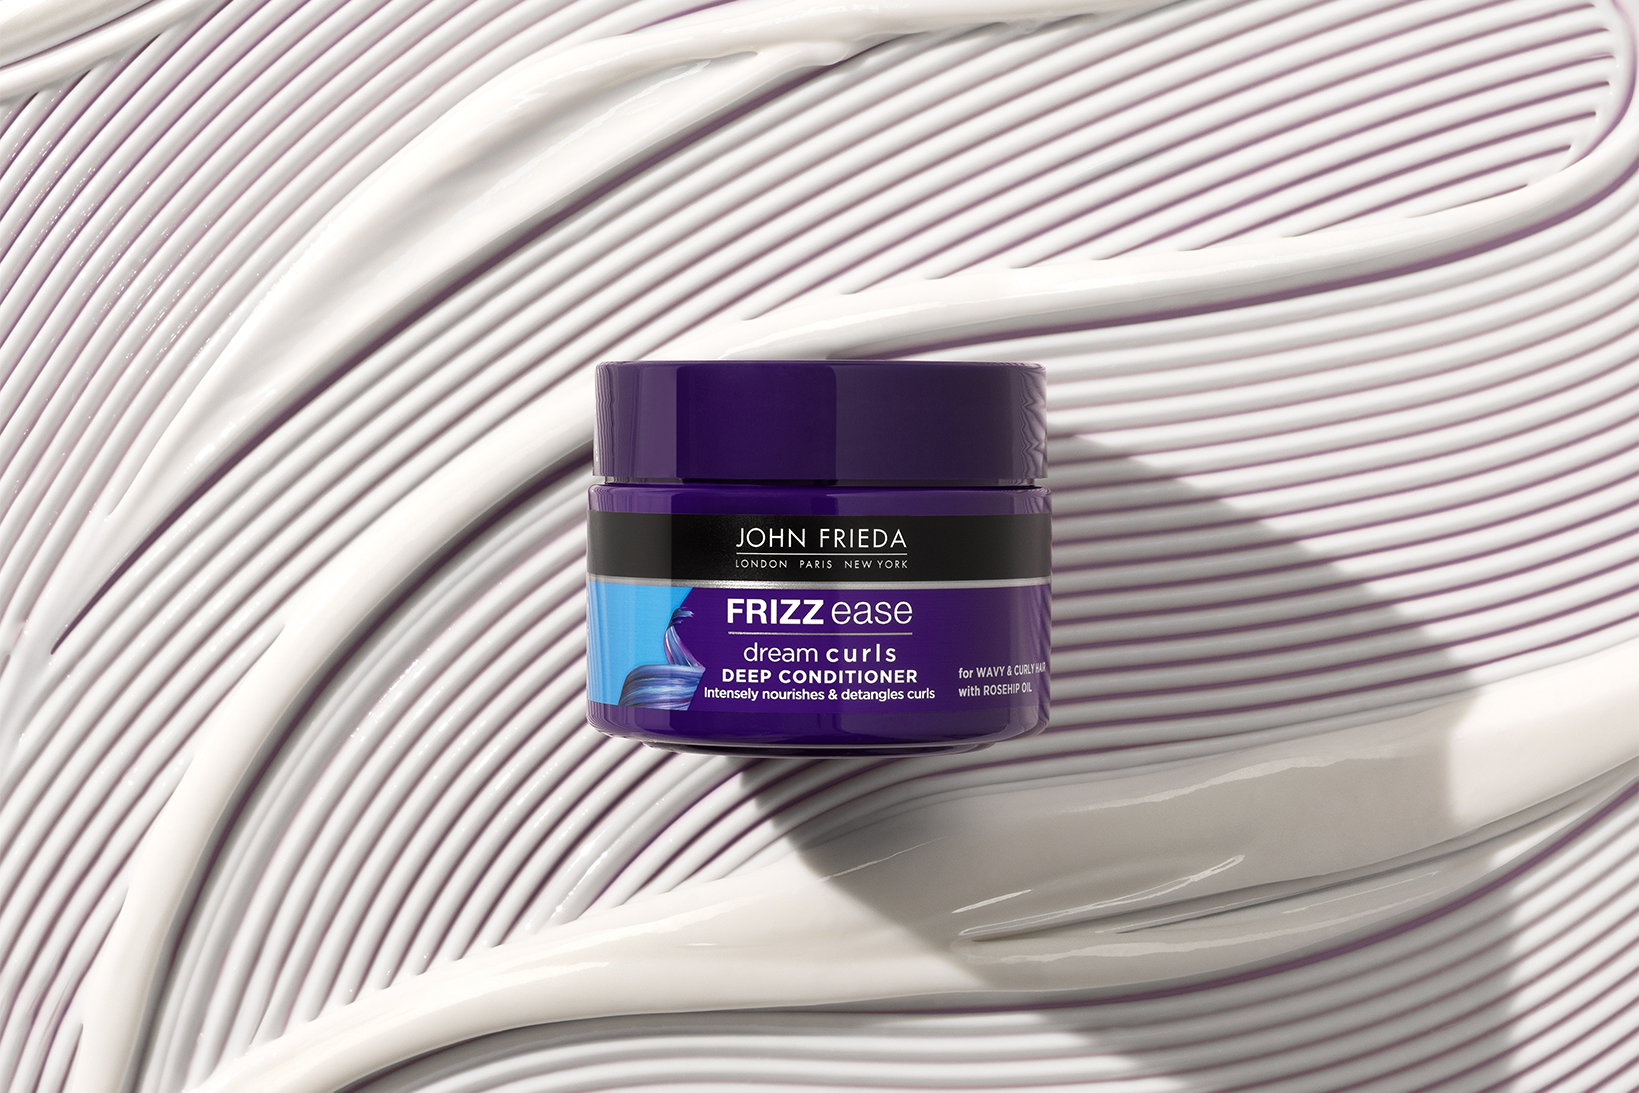 JOHN FRIEDA
LONDON PARIS NEW YORK
FRIZZ ease
dream curls
DEEP CONDITIONER
Intensely nourishes & detangles curls
for WAVY & CURLY HAIR
with ROSEHIP OIL